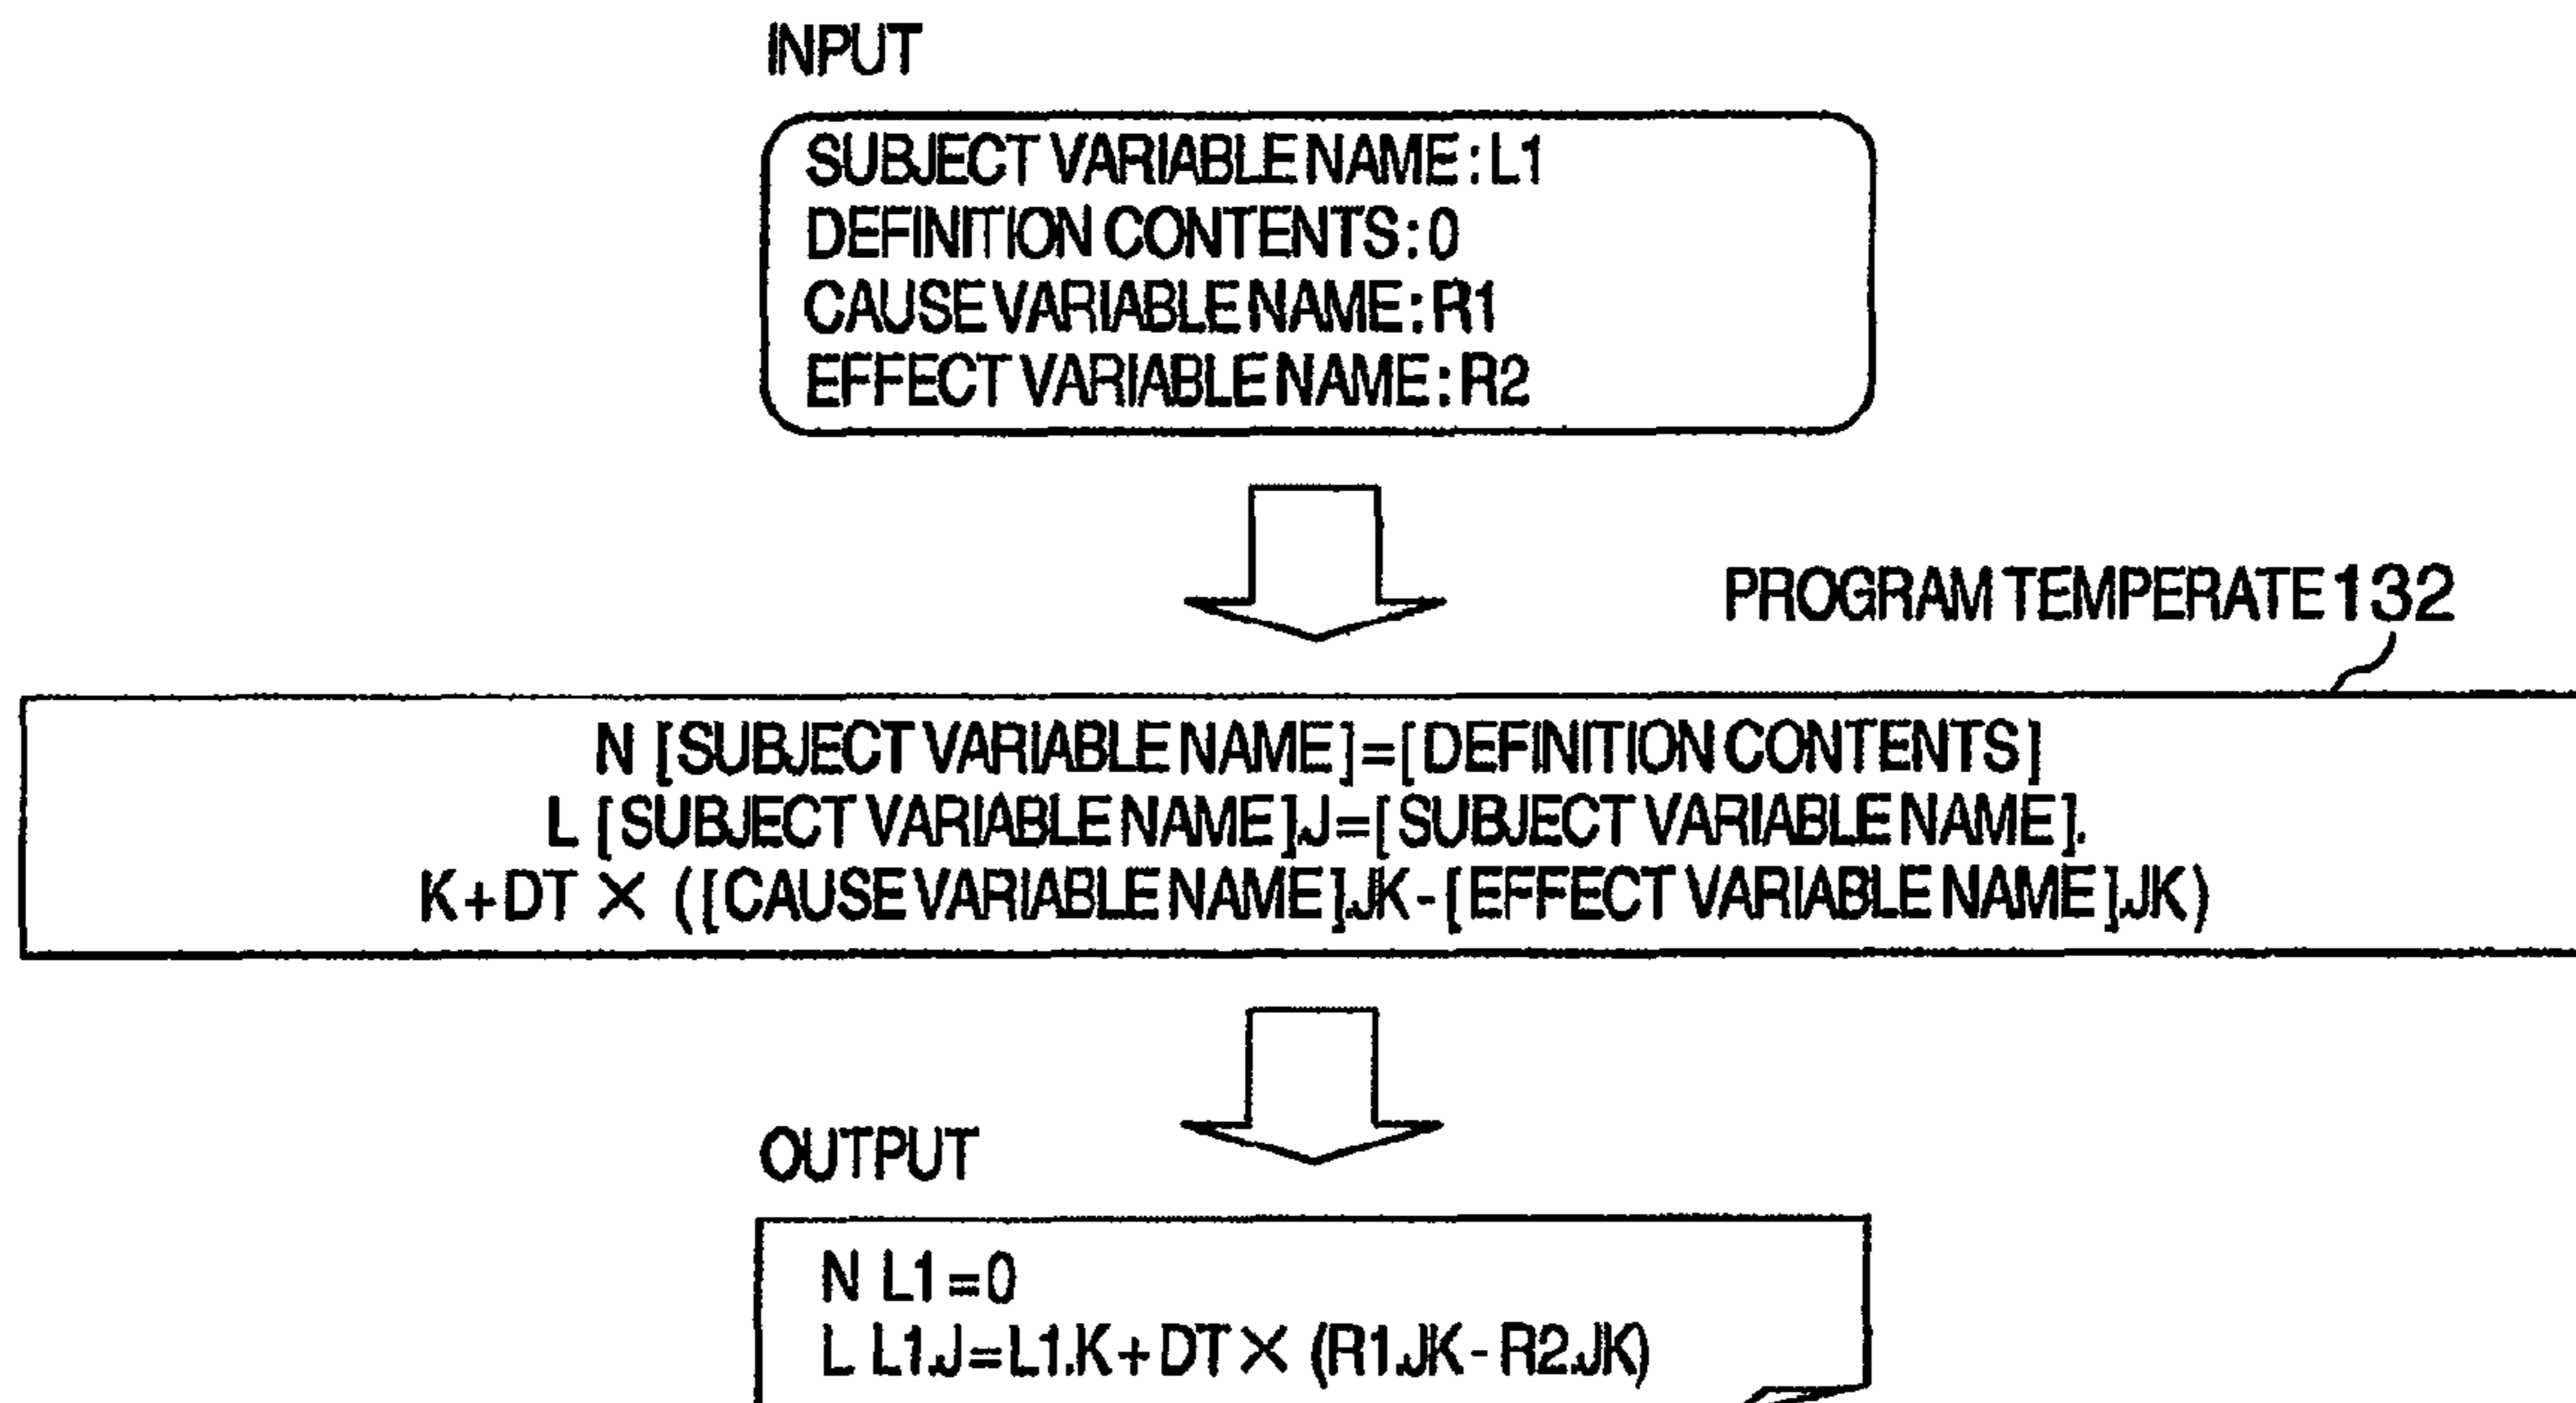 INPUT
SUBJECT VARIABLE NAME:L1
DEFINITION CONTENTS:0
CAUSE VARIABLE NAME:R1
EFFECT VARIABLE NAME:R2
PROGRAM TEMPERATE 132
N [SUBJECT VARIABLE NAME]=[DEFINITION CONTENTS]
L [SUBJECT VARIABLE NAME].J=[SUBJECT VARIABLE NAME].
K+DT × ([CAUSE VARIABLE NAME].JK-[EFFECT VARIABLE NAME].JK)
OUTPUT
N L1=0
L L1.J=L1.K+DT × (R1.JK-R2.JK)